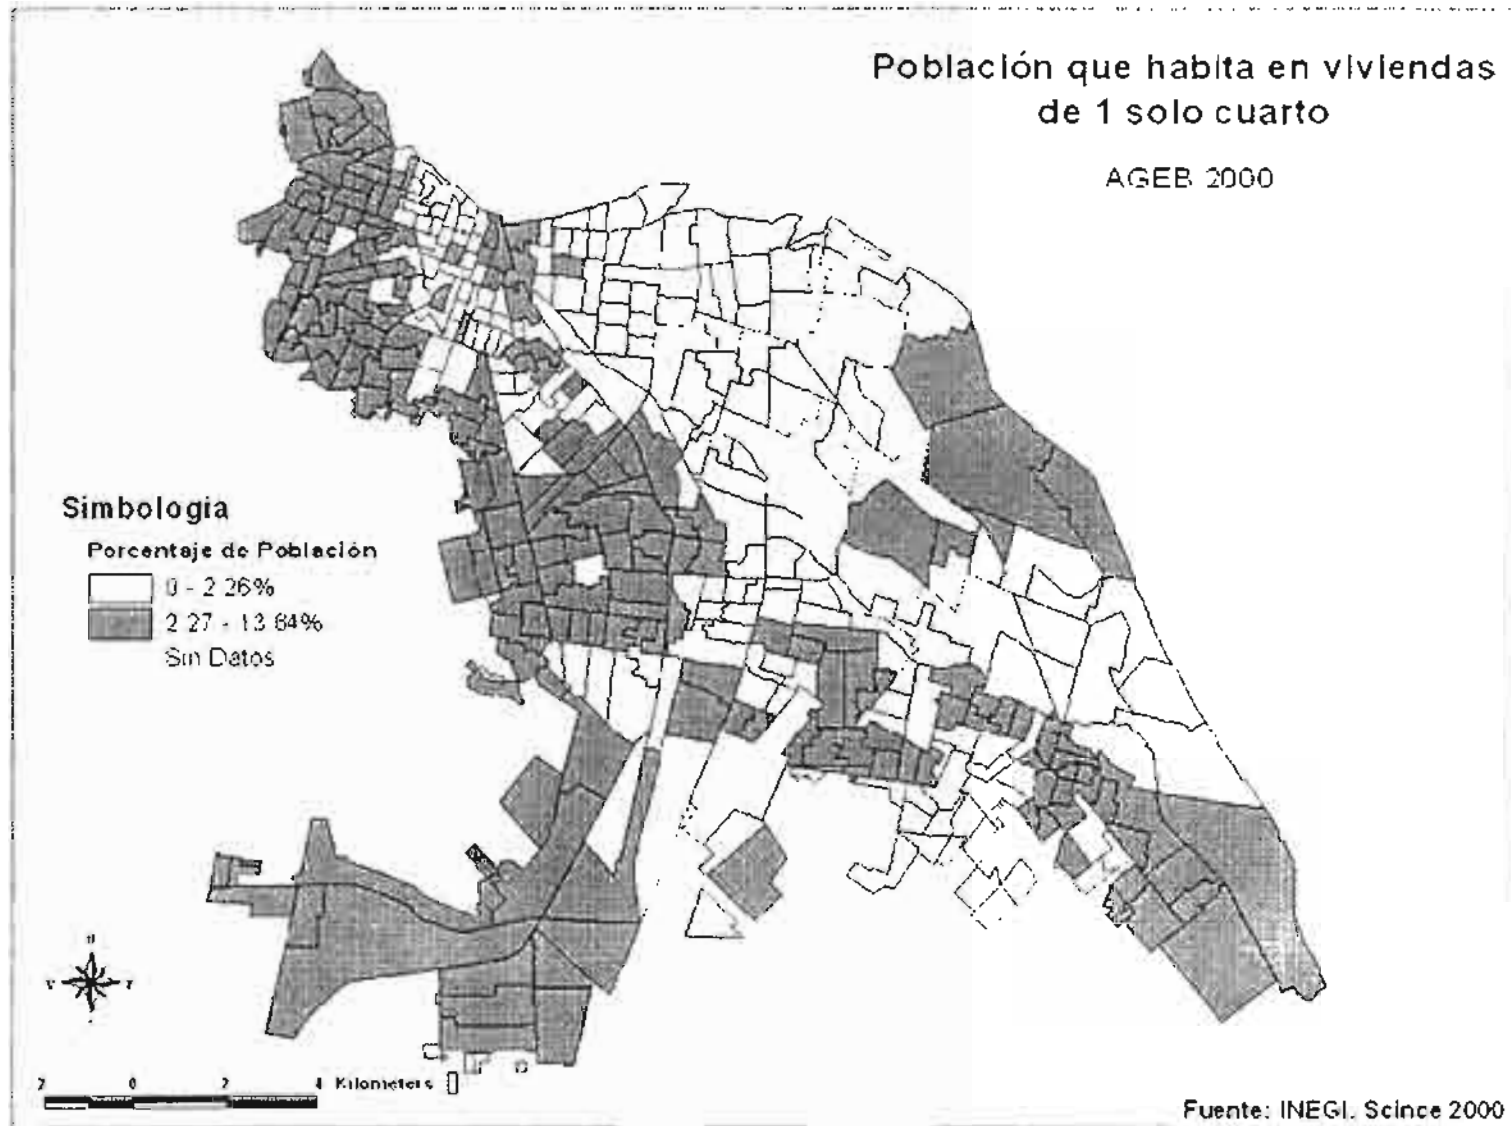 Población que habita en viviendas
de 1 solo cuarto
AGEB 2000
Simbologia
Porcentaje de Población
0 - 2 26%
2 27 - 13 64%
Sin Datos
2 0 2 4 Kilometers
Fuente: INEGI. Scince 2000